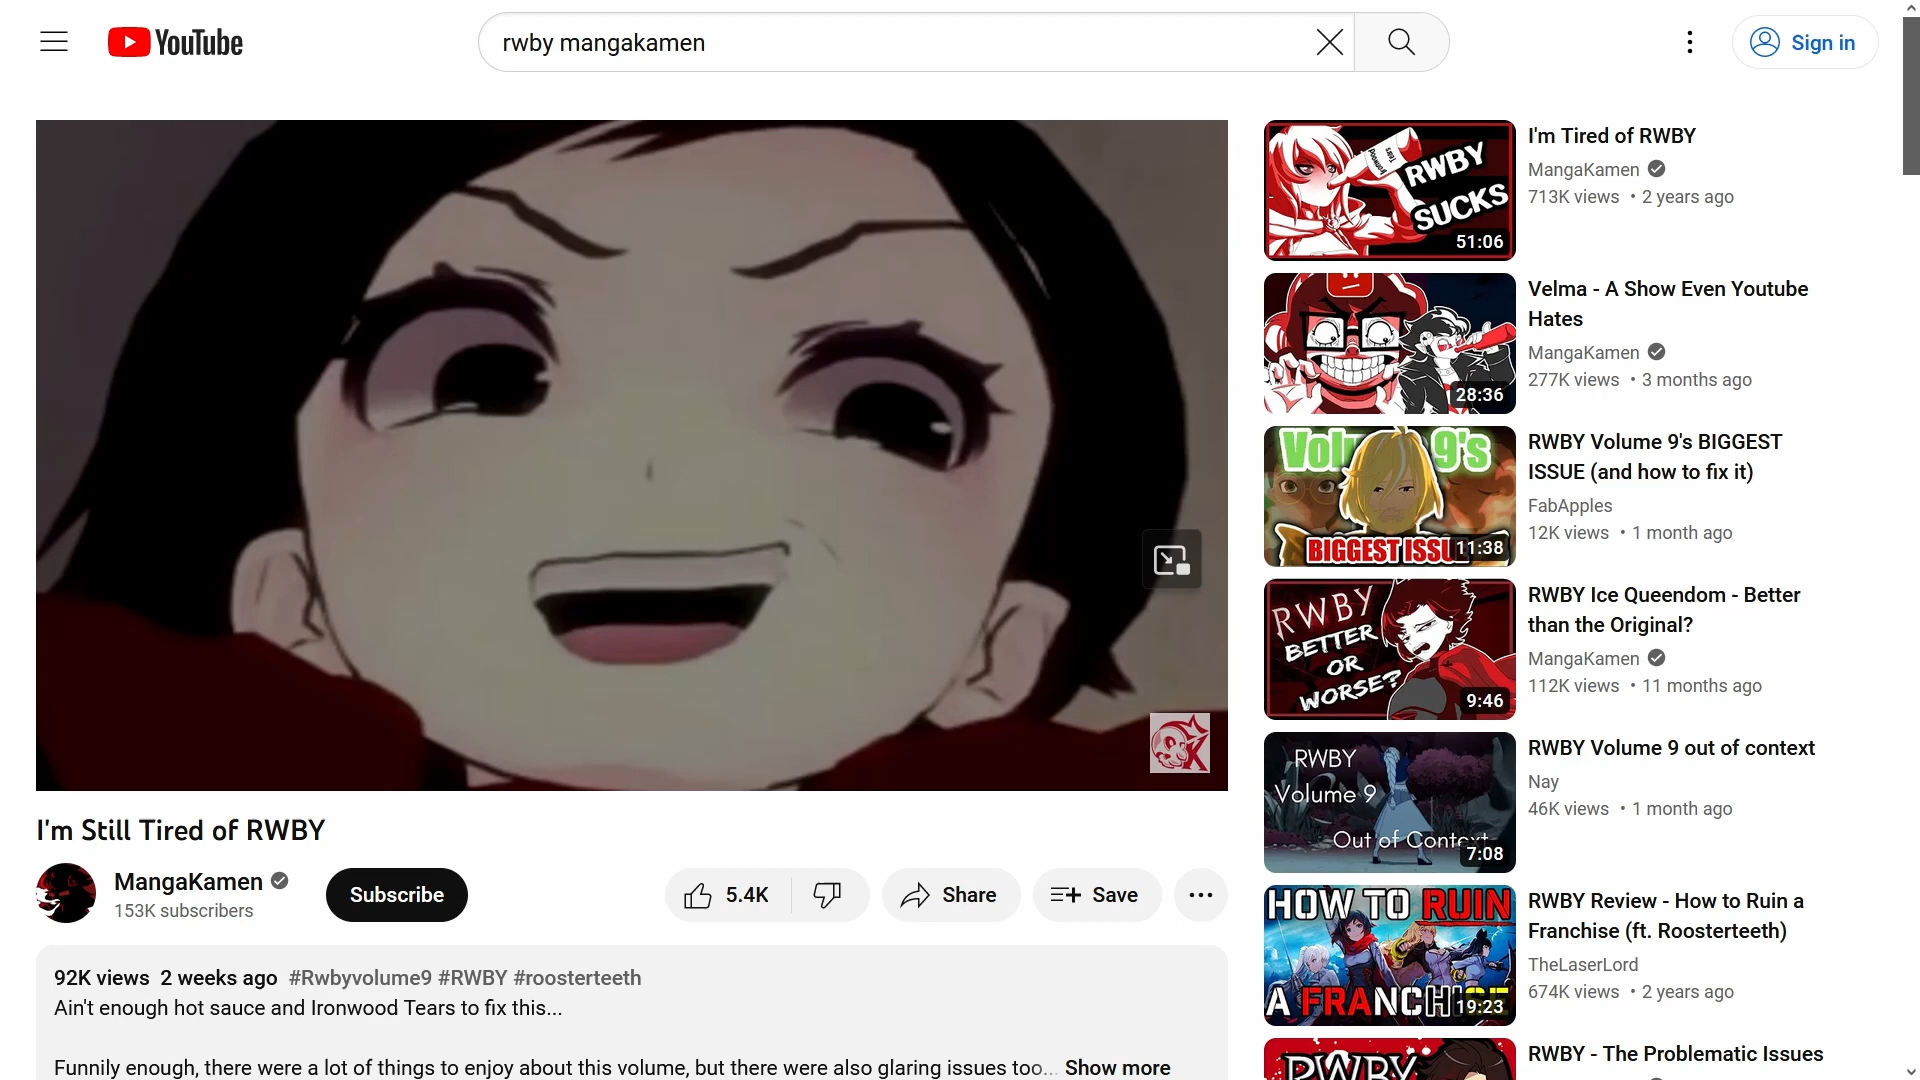 YouTube
rwby mangakamen
Sign in
I'm Still Tired of RWBY
MangaKamen
153K subscribers
Subscribe
5.4K
Share
Save
92K views 2 weeks ago #Rwbyvolume9 #RWBY #roosterteeth
Ain't enough hot sauce and Ironwood Tears to fix this...
Funnily enough, there were a lot of things to enjoy about this volume, but there were also glaring issues too... Show more
RWBY
SUCKS
51:06
I'm Tired of RWBY
MangaKamen
713K views • 2 years ago
28:36
Velma - A Show Even Youtube
Hates
MangaKamen
277K views • 3 months ago
9's
BIGGEST
11:38
RWBY Volume 9's BIGGEST
ISSUE (and how to fix it)
FabApples
12K views • 1 month ago
RWBY
BETTER
OR
WORSE?
9:46
RWBY Ice Queendom - Better
than the Original?
MangaKamen
112K views • 11 months ago
RWBY
Volume 9
Out of Context
7:08
RWBY Volume 9 out of context
Nay
46K views • 1 month ago
HOW TO RUIN
A FRANCHISE
19:23
RWBY Review - How to Ruin a
Franchise (ft. Roosterteeth)
TheLaserLord
674K views • 2 years ago
RWBY
RWBY - The Problematic Issues